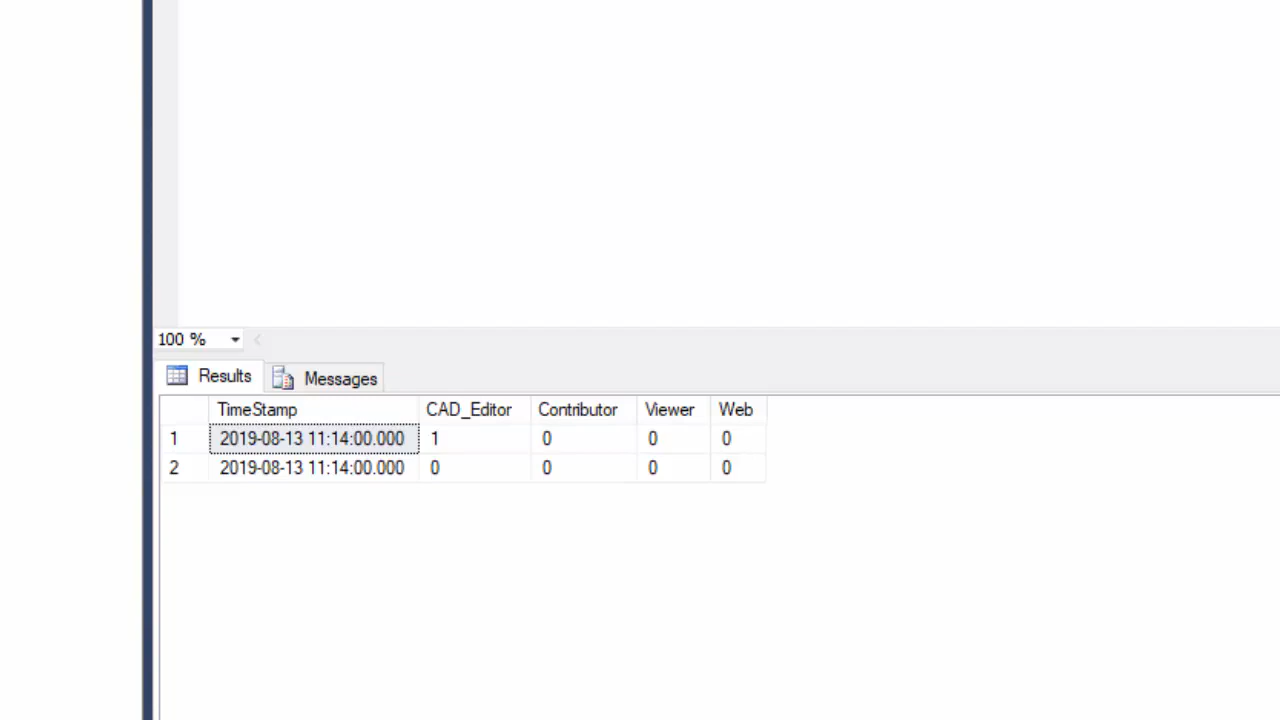 100 %
Results Messages
TimeStamp CAD_Editor Contributor Viewer Web
1 2019-08-13 11:14:00.000 1 0 0 0
2 2019-08-13 11:14:00.000 0 0 0 0